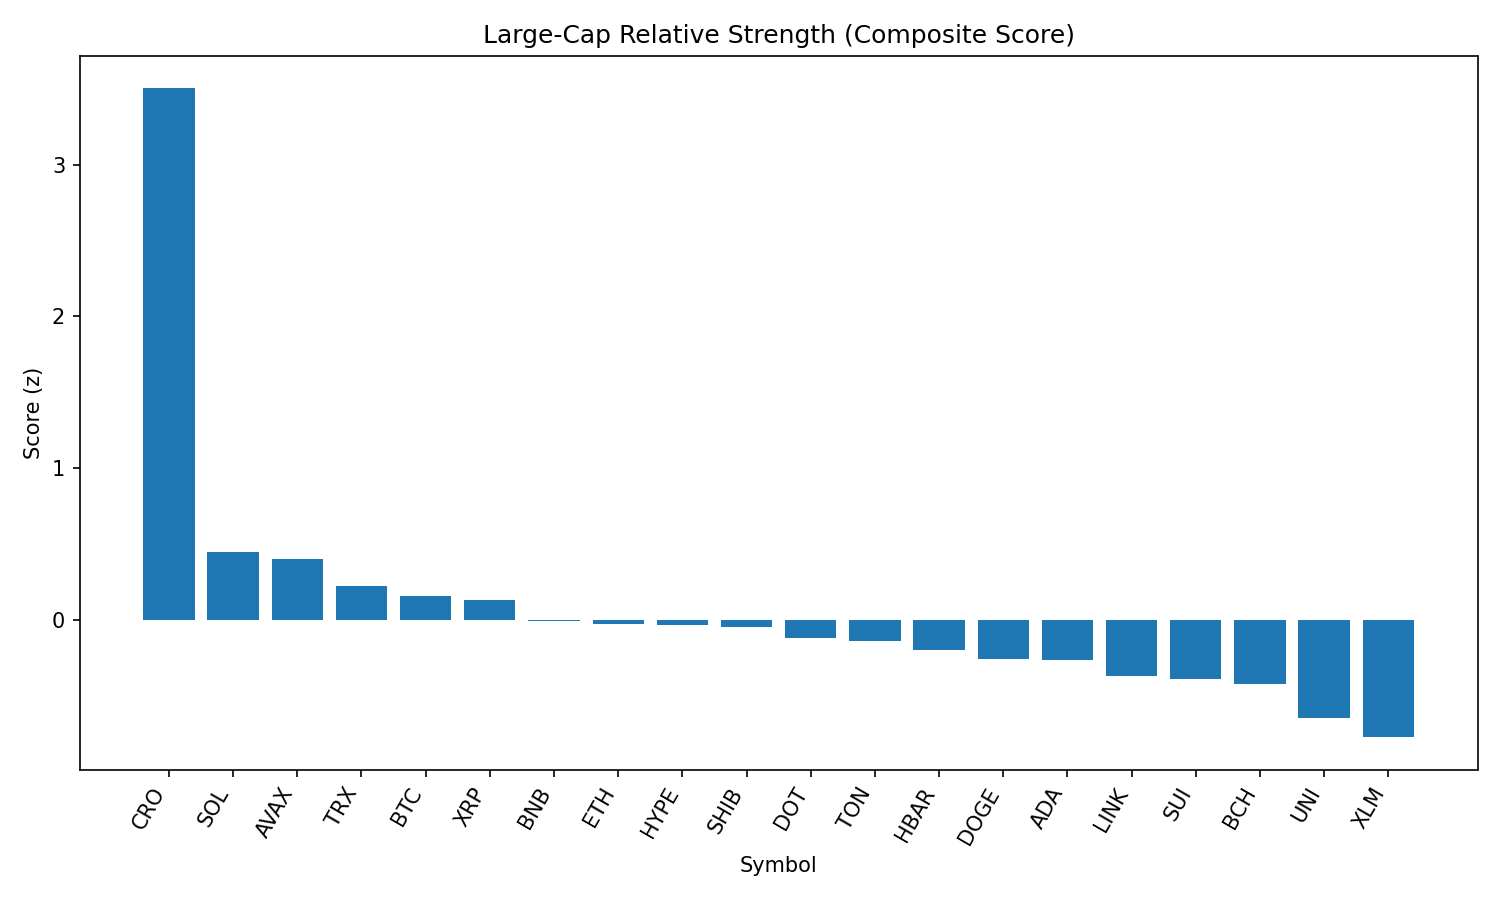 Large-Cap Relative Strength (Composite Score)
Score (z)
3
2
1
0
CRO
SOL
AVAX
TRX
BTC
XRP
BNB
ETH
HYPE
SHIB
DOT
TON
HBAR
DOGE
ADA
LINK
SUI
BCH
UNI
XLM
Symbol